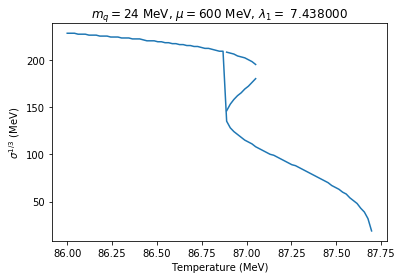 $m_q = 24$ MeV, $\mu = 600$ MeV, $\lambda_1 =$ 7.438000
200
150
100
50
$\sigma^{1/3}$ (MeV)
86.00 86.25 86.50 86.75 87.00 87.25 87.50 87.75
Temperature (MeV)